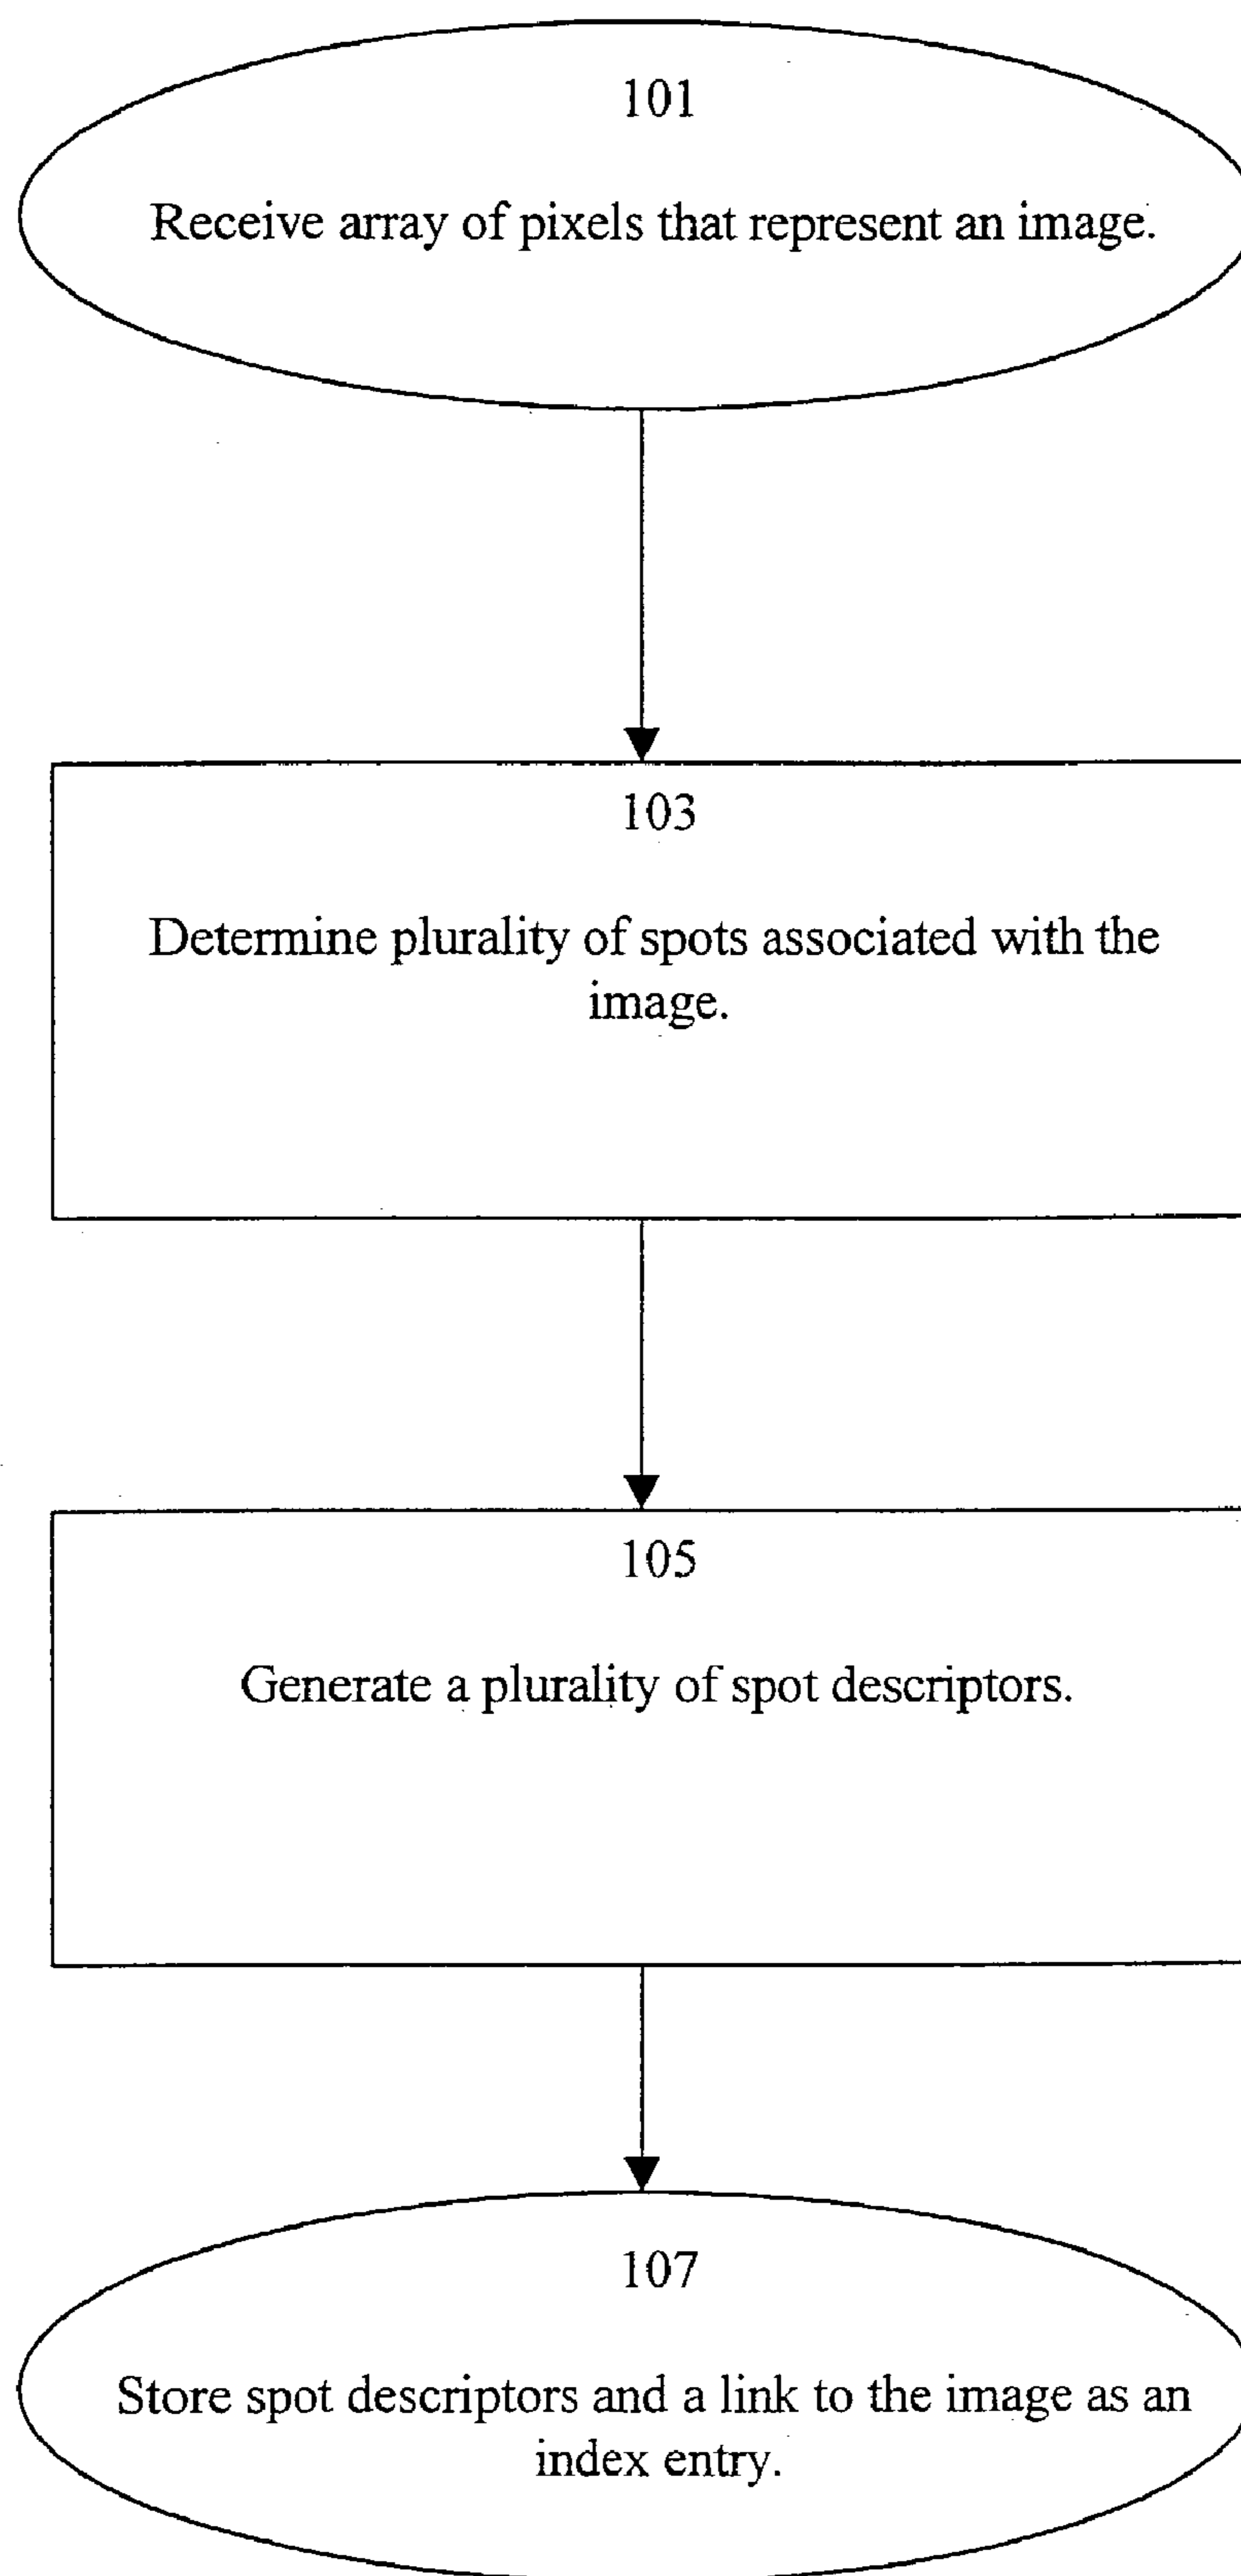 101
Receive array of pixels that represent an image.
103
Determine plurality of spots associated with the
image.
105
Generate a plurality of spot descriptors.
107
Store spot descriptors and a link to the image as an
index entry.